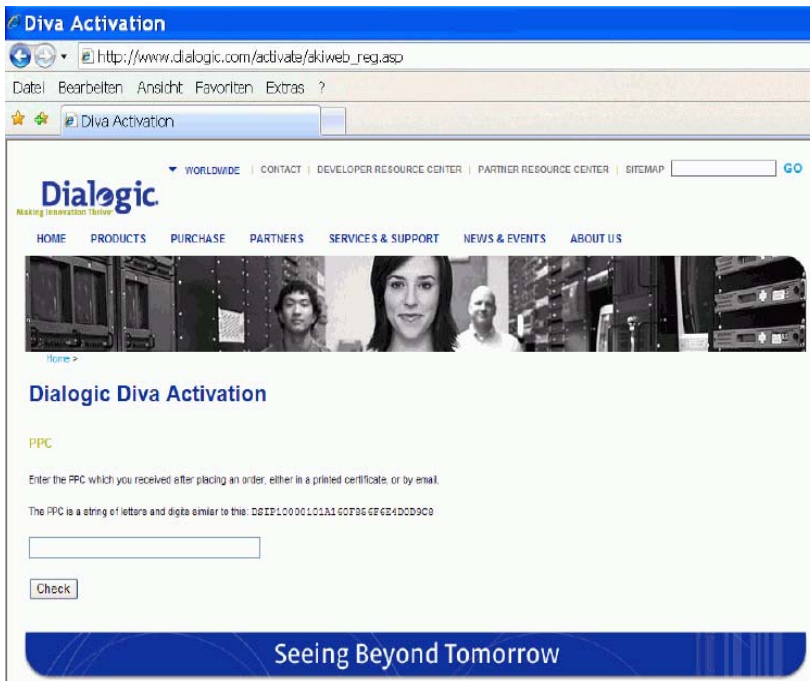 Diva Activation
http://www.dialogic.com/activate/akiweb_reg.asp
Datei Bearbeiten Ansicht Favoriten Extras ?
Diva Activation
WORLDWIDE | CONTACT | DEVELOPER RESOURCE CENTER | PARTNER RESOURCE CENTER | SITEMAP GO
Dialogic.
Making Innovation Thrive
HOME PRODUCTS PURCHASE PARTNERS SERVICES & SUPPORT NEWS & EVENTS ABOUT US
Home >
Dialogic Diva Activation
PPC
Enter the PPC which you received after placing an order, either in a printed certificate, or by email.
The PPC is a string of letters and digits similar to this:
Check
Seeing Beyond Tomorrow